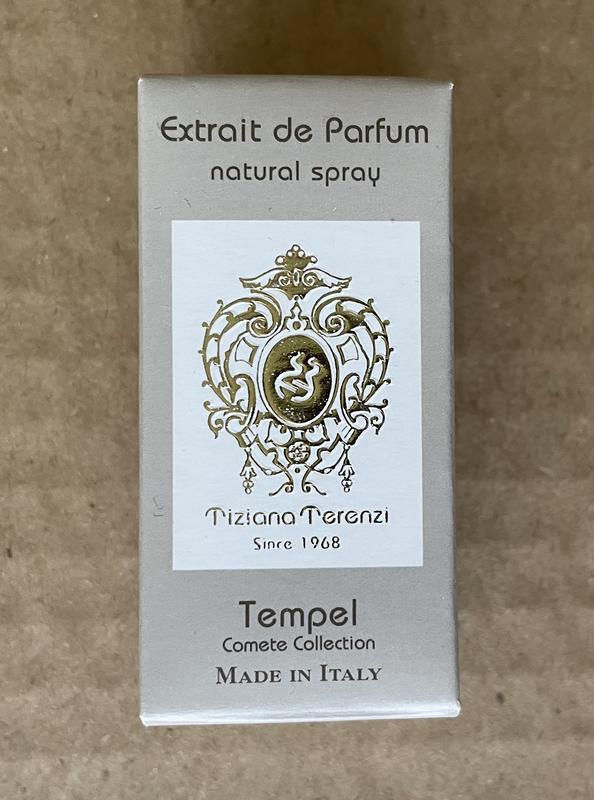 Extrait de Parfum
natural spray
Tiziana Terenzi
Since 1968
Tempel
Comete Collection
MADE IN ITALY